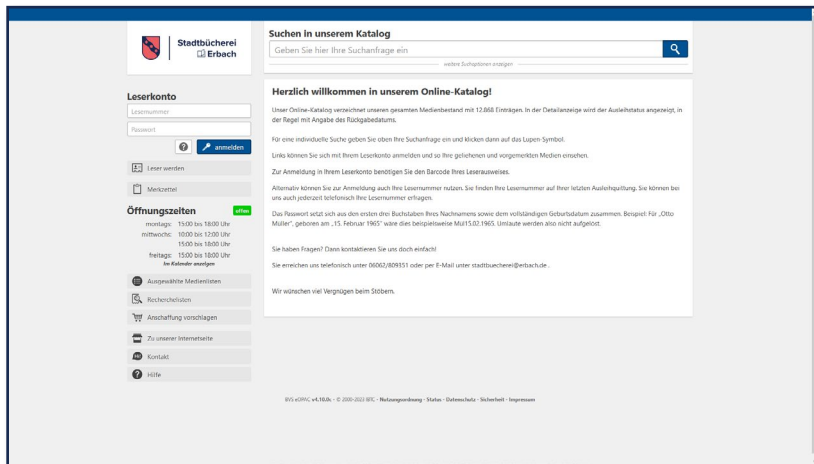 Stadtbücherei
Erbach
Suchen in unserem Katalog
Geben Sie hier Ihre Suchanfrage ein
weitere Suchoptionen anzeigen
Leserkonto
Lesernummer
Passwort
anmelden
Leser werden
Merkzettel
Öffnungszeiten offen
montags: 15:00 bis 18:00 Uhr
mittwochs: 10:00 bis 12:00 Uhr
15:00 bis 18:00 Uhr
freitags: 15:00 bis 18:00 Uhr
Im Kalender anzeigen
Ausgewählte Medienlisten
Recherchelisten
Anschaffung vorschlagen
Zu unserer Internetseite
Kontakt
Hilfe
Herzlich willkommen in unserem Online-Katalog!
Unser Online-Katalog verzeichnet unseren gesamten Medienbestand mit 12.868 Einträgen. In der Detailanzeige wird der Ausleihstatus angezeigt, in
der Regel mit Angabe des Rückgabedatums.
Für eine individuelle Suche geben Sie oben Ihre Suchanfrage ein und klicken dann auf das Lupen-Symbol.
Links können Sie sich mit Ihrem Leserkonto anmelden und so Ihre geliehenen und vorgemerkten Medien einsehen.
Zur Anmeldung in Ihrem Leserkonto benötigen Sie den Barcode Ihres Leserausweises.
Alternativ können Sie zur Anmeldung auch Ihre Lesernummer nutzen. Sie finden Ihre Lesernummer auf Ihrer letzten Ausleihquittung. Sie können bei
uns auch jederzeit telefonisch Ihre Lesernummer erfragen.
Das Passwort setzt sich aus den ersten drei Buchstaben Ihres Nachnamens sowie dem vollständigen Geburtsdatum zusammen. Beispiel: Für „Otto
Müller", geboren am „15. Februar 1965" wäre dies beispielsweise Mul15.02.1965. Umlaute werden also nicht aufgelöst.
Sie haben Fragen? Dann kontaktieren Sie uns doch einfach!
Sie erreichen uns telefonisch unter 06062/809351 oder per E-Mail unter stadtbuecherei@erbach.de .
Wir wünschen viel Vergnügen beim Stöbern.
BVS eOPAC v4.10.0c - © 2000-2023 IBTC - Nutzungsordnung - Status - Datenschutz - Sicherheit - Impressum